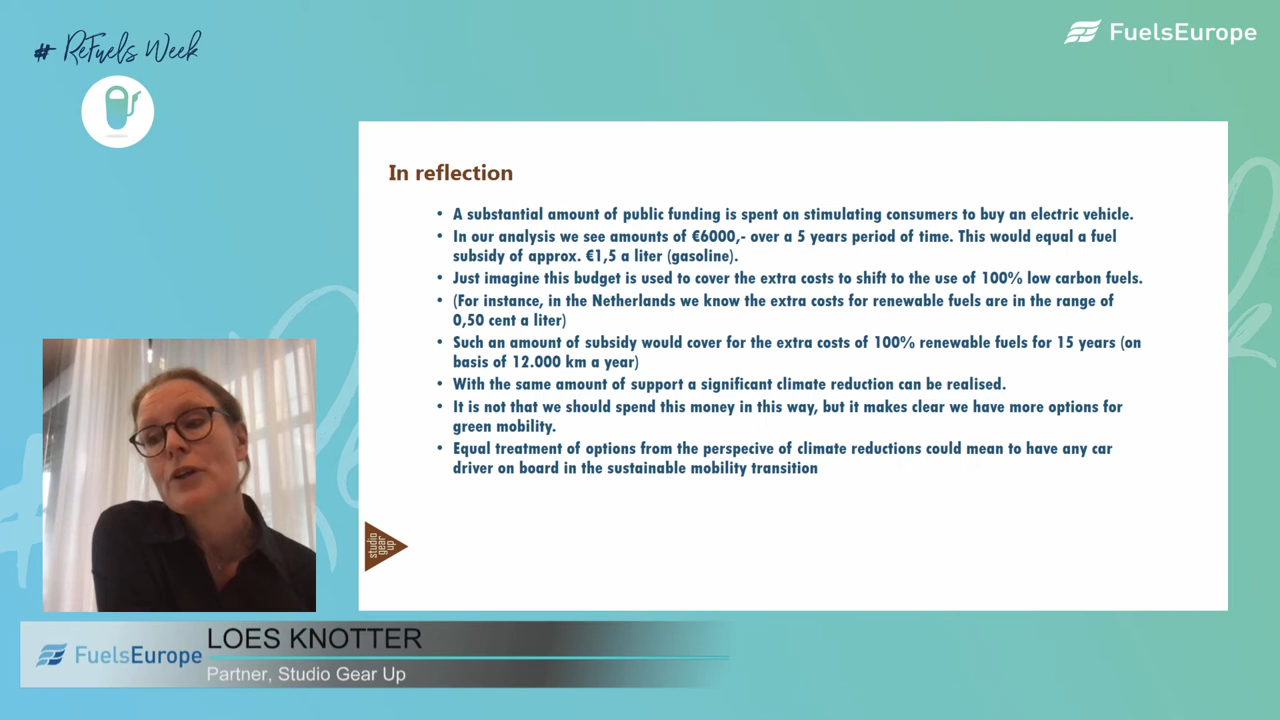 # ReFuels Week
FuelsEurope
In reflection
• A substantial amount of public funding is spent on stimulating consumers to buy an electric vehicle.
• In our analysis we see amounts of €6000,- over a 5 years period of time. This would equal a fuel
subsidy of approx. €1,5 a liter (gasoline).
• Just imagine this budget is used to cover the extra costs to shift to the use of 100% low carbon fuels.
• (For instance, in the Netherlands we know the extra costs for renewable fuels are in the range of
0,50 cent a liter)
• Such an amount of subsidy would cover for the extra costs of 100% renewable fuels for 15 years (on
basis of 12.000 km a year)
• With the same amount of support a significant climate reduction can be realised.
• It is not that we should spend this money in this way, but it makes clear we have more options for
green mobility.
• Equal treatment of options from the perspecive of climate reductions could mean to have any car
driver on board in the sustainable mobility transition
studio
gear
up
FuelsEurope
LOES KNOTTER
Partner, Studio Gear Up